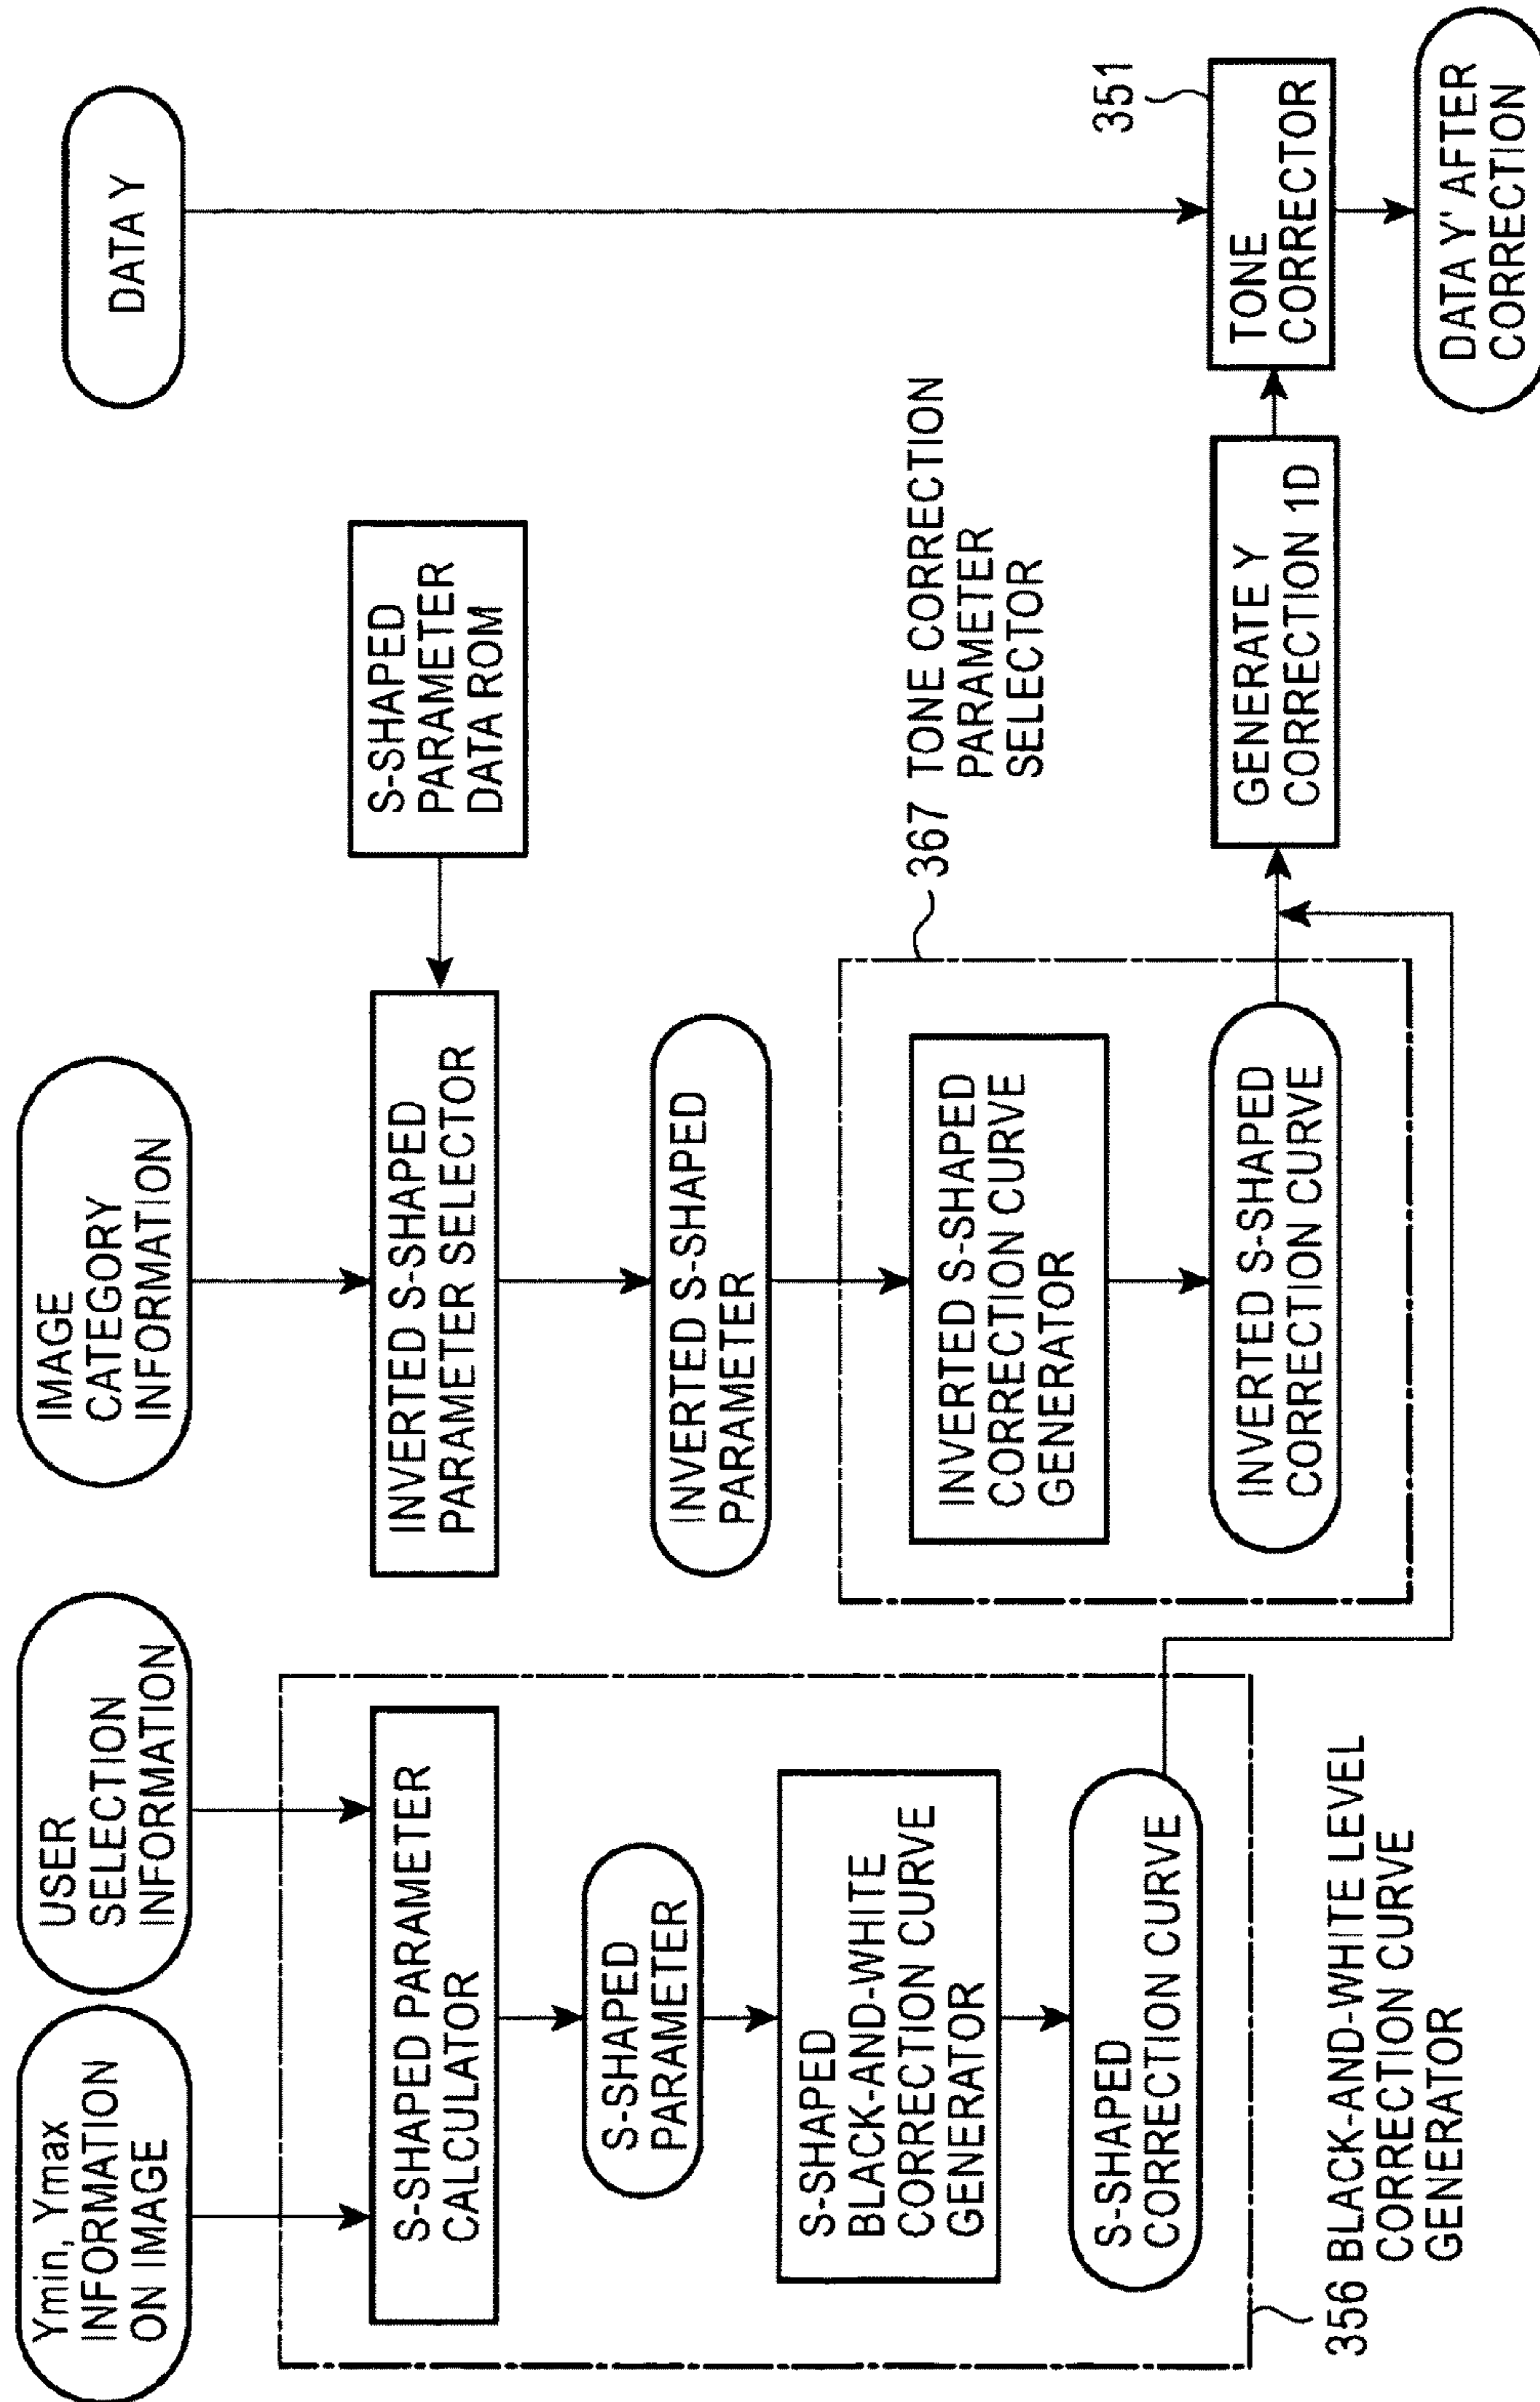 Ymin, Ymax
INFORMATION
ON IMAGE
USER
SELECTION
INFORMATION
IMAGE
CATEGORY
INFORMATION
DATA Y
S-SHAPED PARAMETER
CALCULATOR
INVERTED S-SHAPED
PARAMETER SELECTOR
S-SHAPED
PARAMETER
DATA ROM
S-SHAPED
PARAMETER
INVERTED S-SHAPED
PARAMETER
S-SHAPED
BLACK-AND-WHITE
CORRECTION CURVE
GENERATOR
INVERTED S-SHAPED
CORRECTION CURVE
GENERATOR
367 TONE CORRECTION
PARAMETER
SELECTOR
S-SHAPED
CORRECTION CURVE
INVERTED S-SHAPED
CORRECTION CURVE
GENERATE Y
CORRECTION 1D
351
TONE
CORRECTOR
356 BLACK-AND-WHITE LEVEL
CORRECTION CURVE
GENERATOR
DATA Y' AFTER
CORRECTION